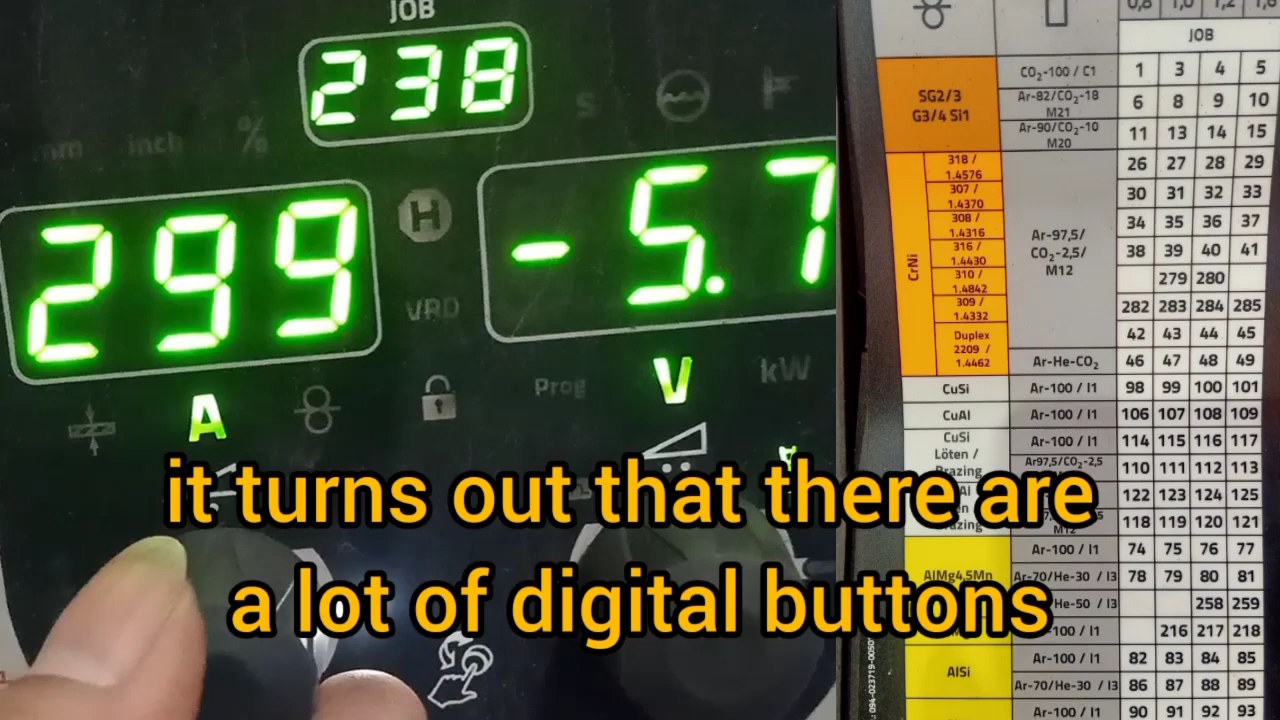 JOB
238
mm inch %
S
299
H
VRD
-5.7
A
Prog
V
kW
it turns out that there are
a lot of digital buttons
0,8 1,0 1,2 1,6
JOB
SG2/3
G3/4 Si1
CO2-100 / C1
1 3 4 5
Ar-82/CO2-18
M21
6 8 9 10
Ar-90/CO2-10
M20
11 13 14 15
CrNi
318 /
1.4576
307 /
1.4370
308 /
1.4316
316 /
1.4430
310 /
1.4842
309 /
1.4332
Duplex
2209 /
1.4462
Ar-97,5/
CO2-2,5/
M12
26 27 28 29
30 31 32 33
34 35 36 37
38 39 40 41
279 280
282 283 284 285
42 43 44 45
Ar-He-CO2
46 47 48 49
CuSi
Ar-100 / I1
98 99 100 101
CuAl
Ar-100 / I1
106 107 108 109
CuSi
Löten /
Brazing
Ar-100 / I1
114 115 116 117
Ar97,5/CO2-2,5
110 111 112 113
122 123 124 125
M12
118 119 120 121
AlMg4,5Mn
Ar-100 / I1
74 75 76 77
Ar-70/He-30 / I3
78 79 80 81
He-50 / I3
258 259
100 / I1
216 217 218
AlSi
Ar-100 / I1
82 83 84 85
Ar-70/He-30 / I3
86 87 88 89
Ar-100 / I1
90 91 92 93